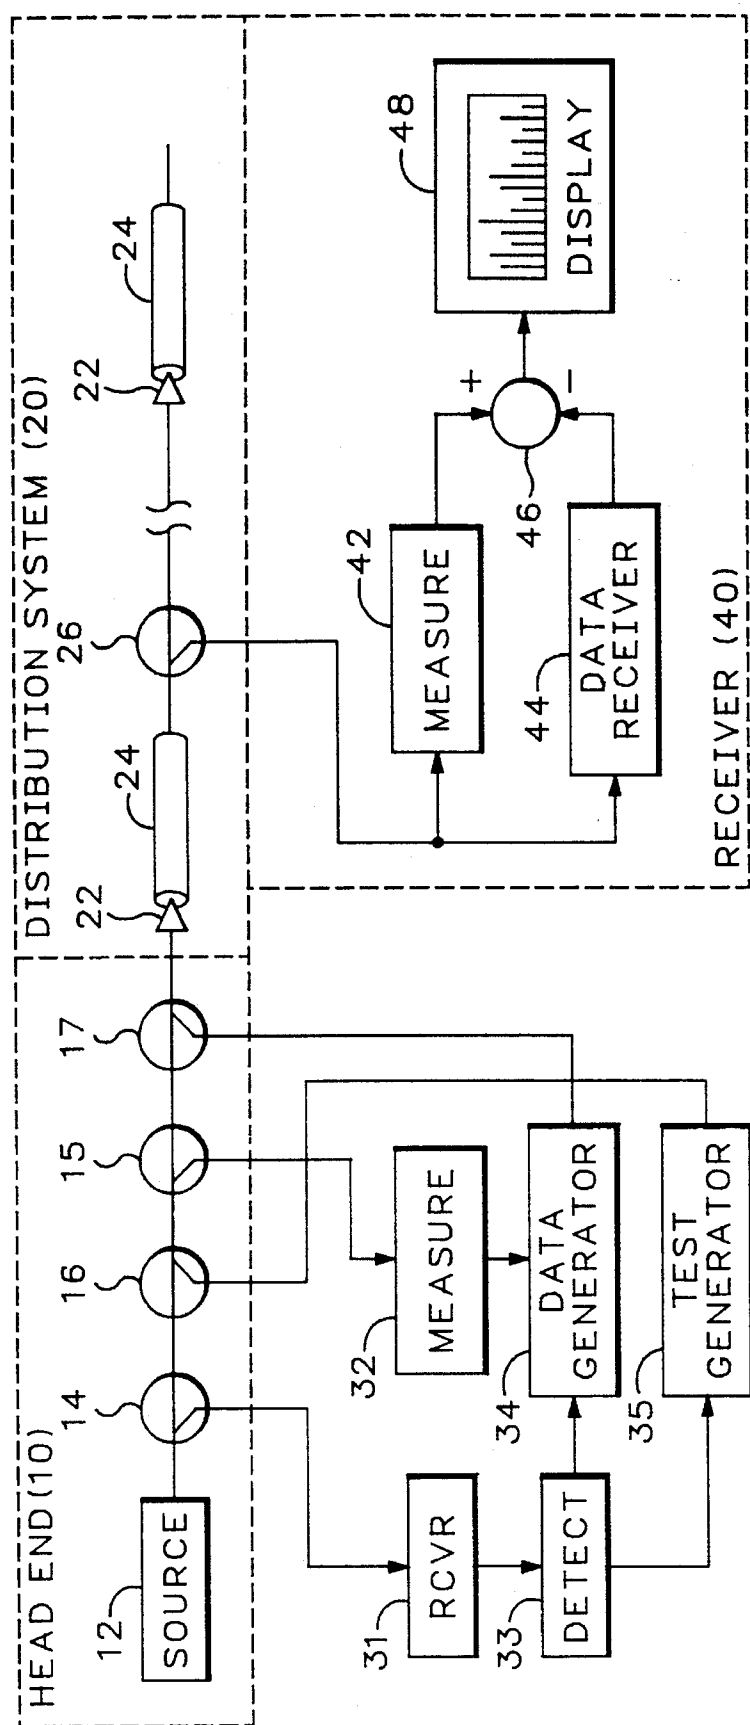 HEAD END(10)
12
SOURCE
14
16
15
17
DISTRIBUTION SYSTEM (20)
22
24
26
22
24
31
RCVR
33
DETECT
32
MEASURE
34
DATA
GENERATOR
35
TEST
GENERATOR
42
MEASURE
44
DATA
RECEIVER
+
-
46
48
DISPLAY
RECEIVER (40)